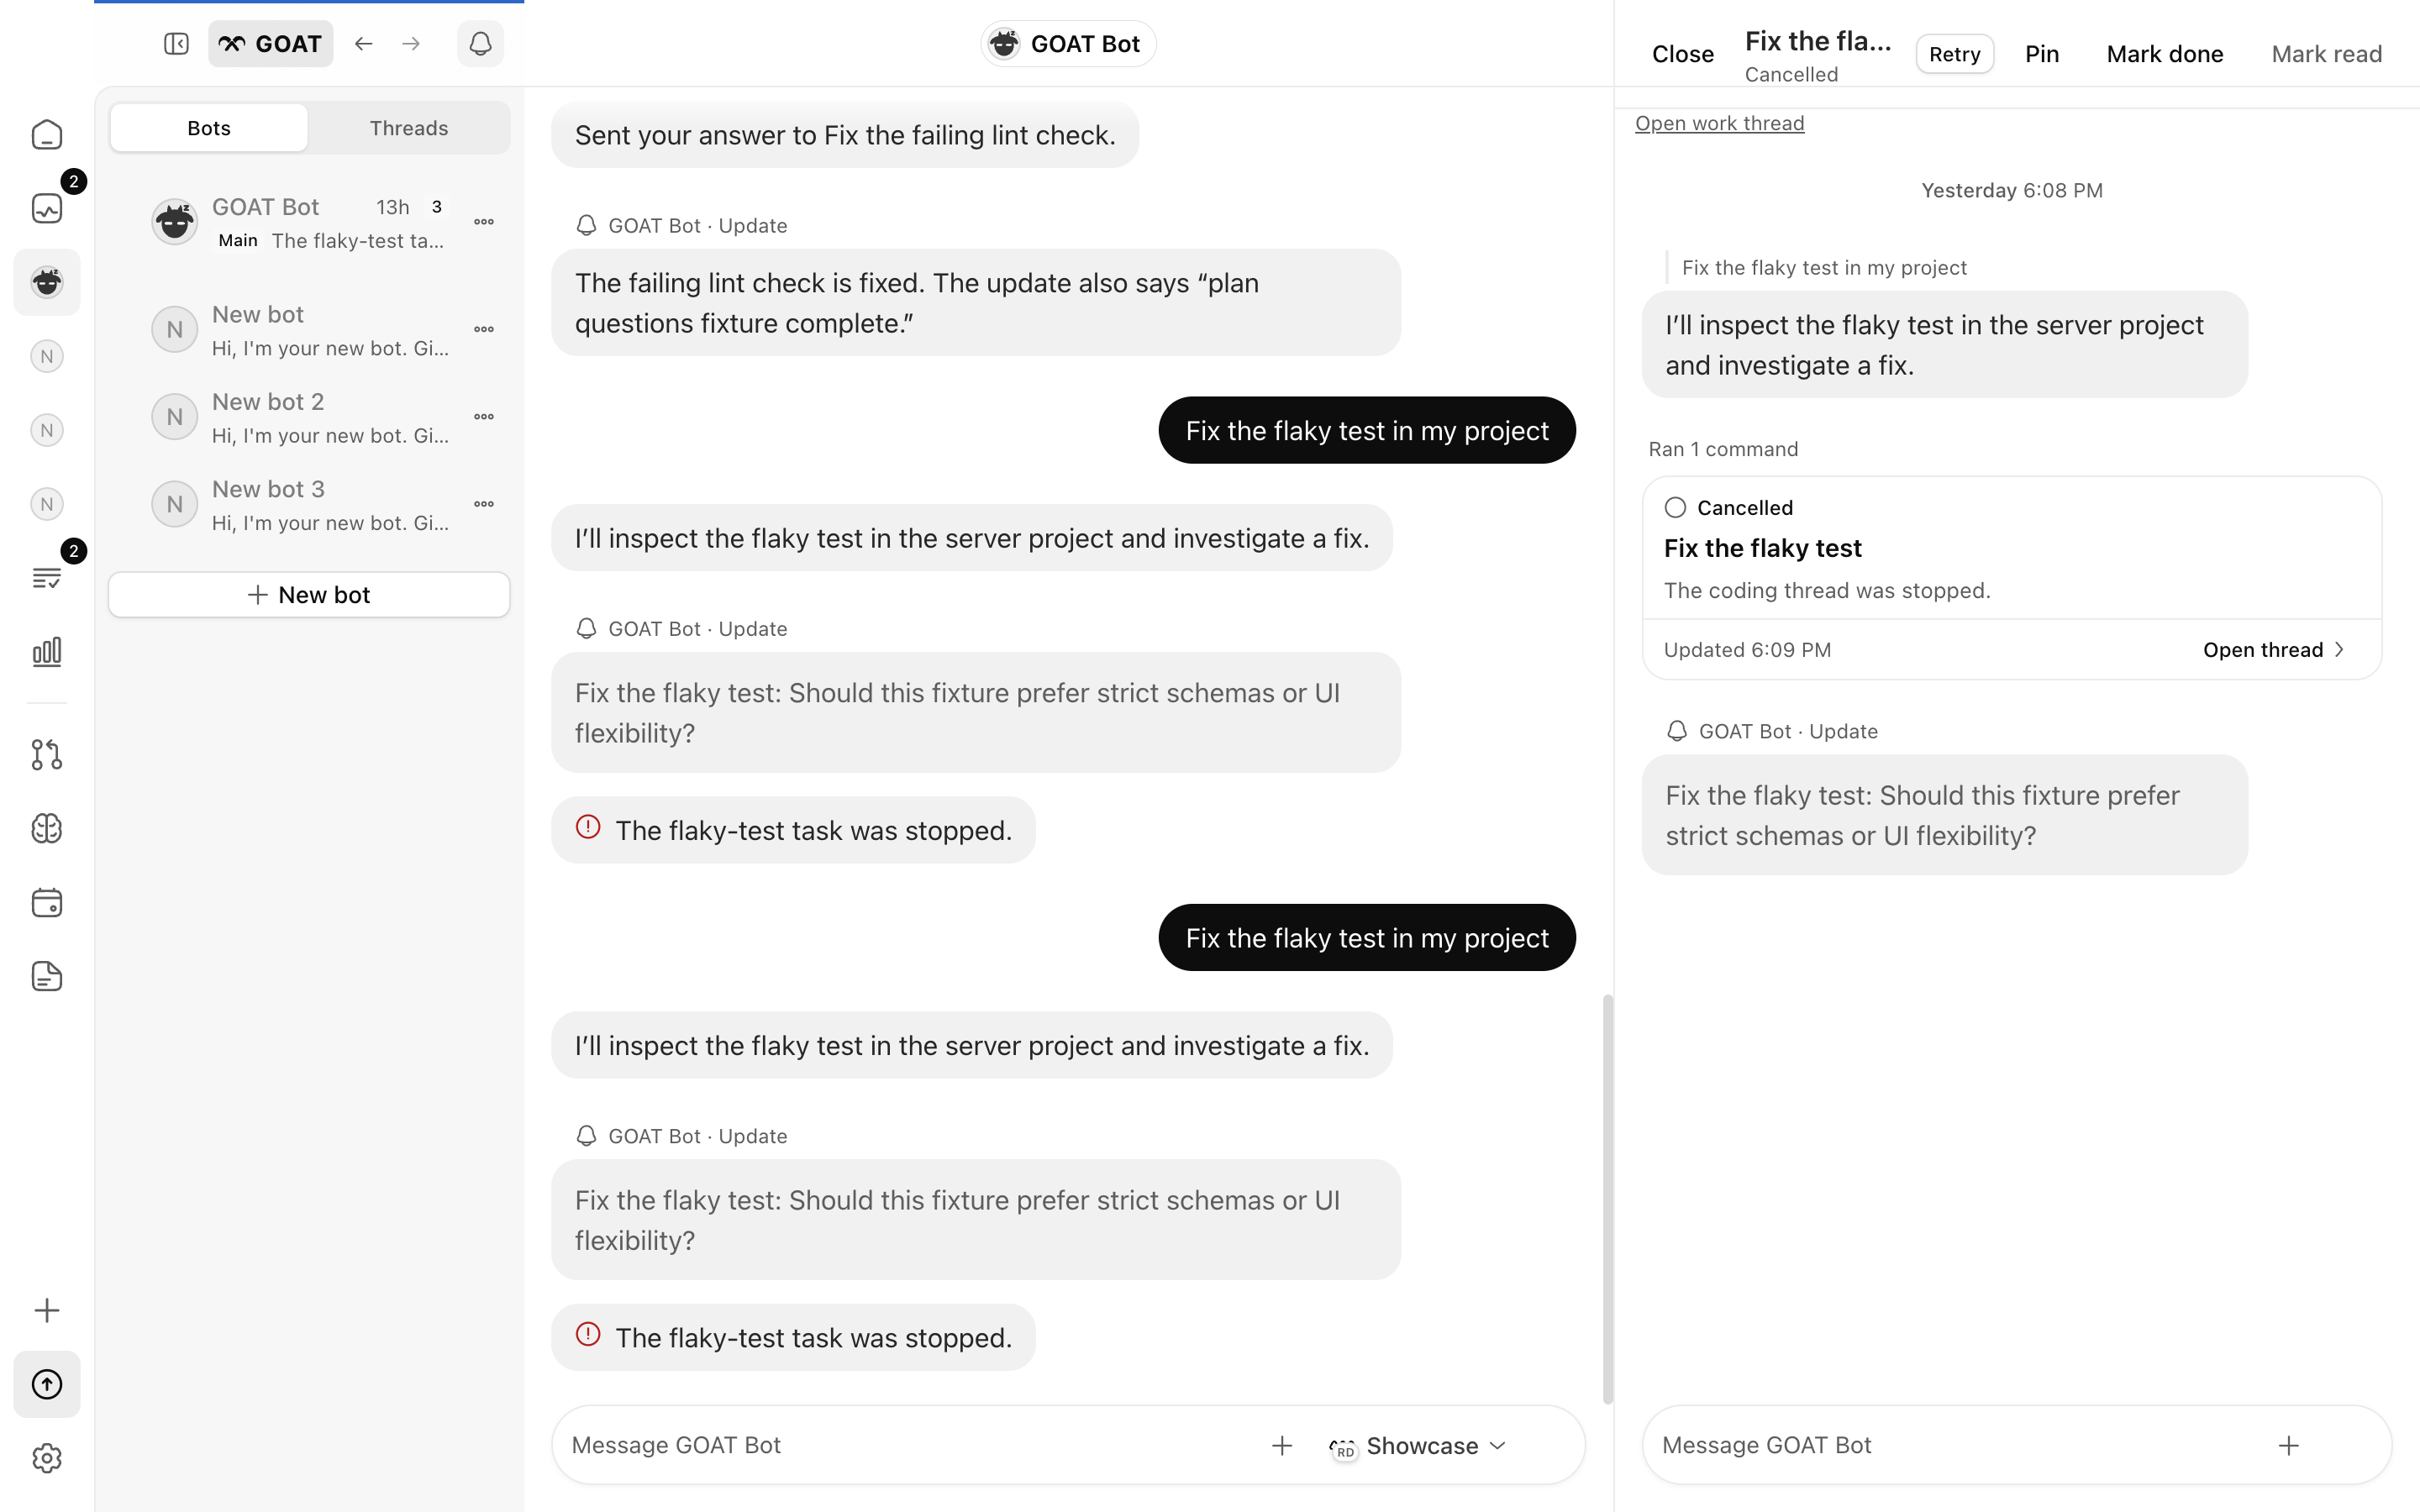 GOAT
2
Bots
Threads
GOAT Bot
13h
3
Main
The flaky-test ta...
N
New bot
Hi, I'm your new bot. Gi...
N
New bot 2
Hi, I'm your new bot. Gi...
N
New bot 3
Hi, I'm your new bot. Gi...
N
N
N
2
New bot
GOAT Bot
Sent your answer to Fix the failing lint check.
GOAT Bot · Update
The failing lint check is fixed. The update also says “plan
questions fixture complete.”
Fix the flaky test in my project
I’ll inspect the flaky test in the server project and investigate a fix.
GOAT Bot · Update
Fix the flaky test: Should this fixture prefer strict schemas or UI
flexibility?
The flaky-test task was stopped.
Fix the flaky test in my project
I’ll inspect the flaky test in the server project and investigate a fix.
GOAT Bot · Update
Fix the flaky test: Should this fixture prefer strict schemas or UI
flexibility?
The flaky-test task was stopped.
Message GOAT Bot
RD
Showcase
Close
Fix the fla...
Cancelled
Retry
Pin
Mark done
Mark read
Open work thread
Yesterday 6:08 PM
Fix the flaky test in my project
I’ll inspect the flaky test in the server project
and investigate a fix.
Ran 1 command
Cancelled
Fix the flaky test
The coding thread was stopped.
Updated 6:09 PM
Open thread
GOAT Bot · Update
Fix the flaky test: Should this fixture prefer
strict schemas or UI flexibility?
Message GOAT Bot